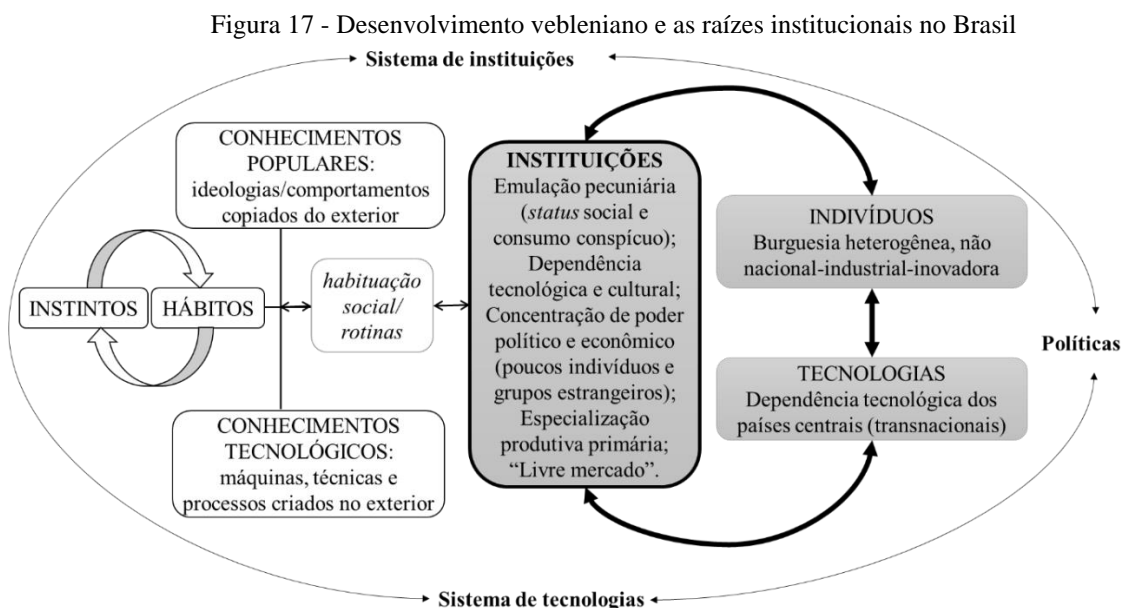 Figura 17 - Desenvolvimento vebleniano e as raízes institucionais no Brasil
Sistema de instituições
CONHECIMENTOS
POPULARES:
ideologias/comportamentos
copiados do exterior
INSTINTOS
HÁBITOS
habituação
social/
rotinas
CONHECIMENTOS
TECNOLÓGICOS:
máquinas, técnicas e
processos criados no exterior
INSTITUIÇÕES
Emulação pecuniária
(status social e
consumo conspícuo);
Dependência
tecnológica e cultural;
Concentração de poder
político e econômico
(poucos indivíduos e
grupos estrangeiros);
Especialização
produtiva primária;
“Livre mercado”.
INDIVÍDUOS
Burguesia heterogênea, não
nacional-industrial-inovadora
TECNOLOGIAS
Dependência tecnológica dos
países centrais (transnacionais)
Políticas
Sistema de tecnologias